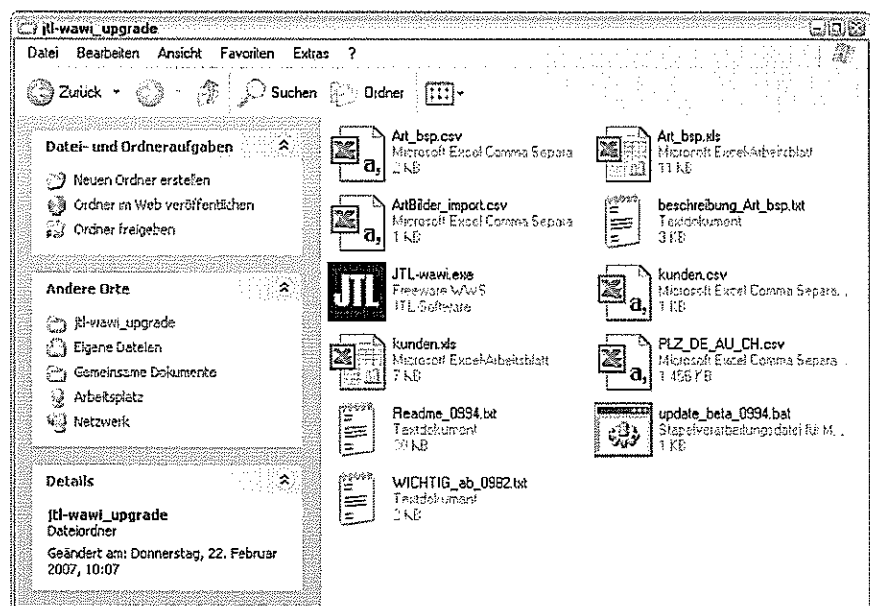 jtl-wawi_upgrade
Datei Bearbeiten Ansicht Favoriten Extras ?
Zurück Suchen Ordner
Datei- und Ordneraufgaben
Neuen Ordner erstellen
Ordner im Web veröffentlichen
Ordner freigeben
Andere Orte
jtl-wawi_upgrade
Eigene Dateien
Gemeinsame Dokumente
Arbeitsplatz
Netzwerk
Details
jtl-wawi_upgrade
Dateiordner
Geändert am: Donnerstag, 22. Februar
2007, 10:07
Art_bsp.csv
Microsoft Excel Comma Separa
2 KB
Art_bsp.xls
Microsoft Excel-Arbeitsblatt
11 KB
ArtBilder_import.csv
Microsoft Excel Comma Separa
1 KB
beschreibung_Art_bsp.txt
Textdokument
3 KB
JTL
JTL-wawi.exe
Freeware WWS
JTL-Software
kunden.csv
Microsoft Excel Comma Separa...
1 KB
kunden.xls
Microsoft Excel-Arbeitsblatt
7 KB
PLZ_DE_AU_CH.csv
Microsoft Excel Comma Separa...
KB
Readme_0994.txt
Textdokument
KB
update_beta_0994.bat
Stapelverarbeitungsdatei für M...
1 KB
WICHTIG_ab_0982.txt
Textdokument
2 KB